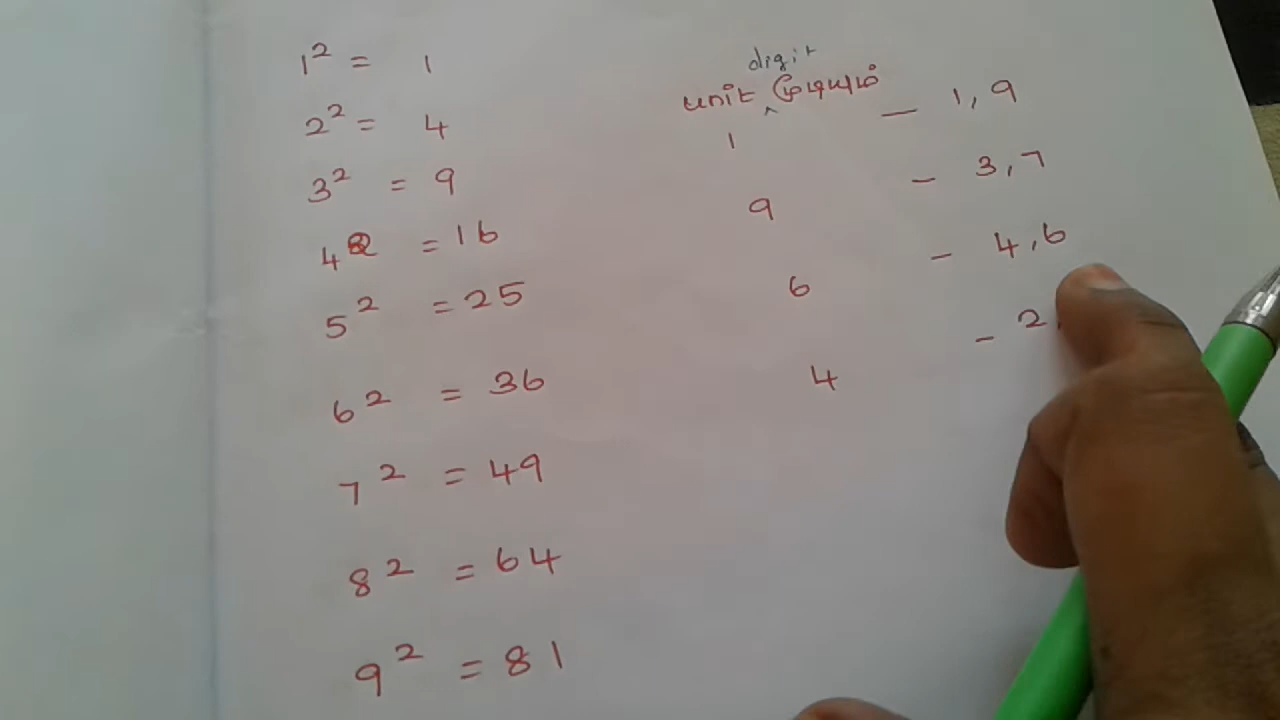 1² = 1
2² = 4
3² = 9
4² = 16
5² = 25
6² = 36
7² = 49
8² = 64
9² = 81
digit
unit ^ முடியும்
1 – 1, 9
9 – 3, 7
6 – 4, 6
4 – 2,